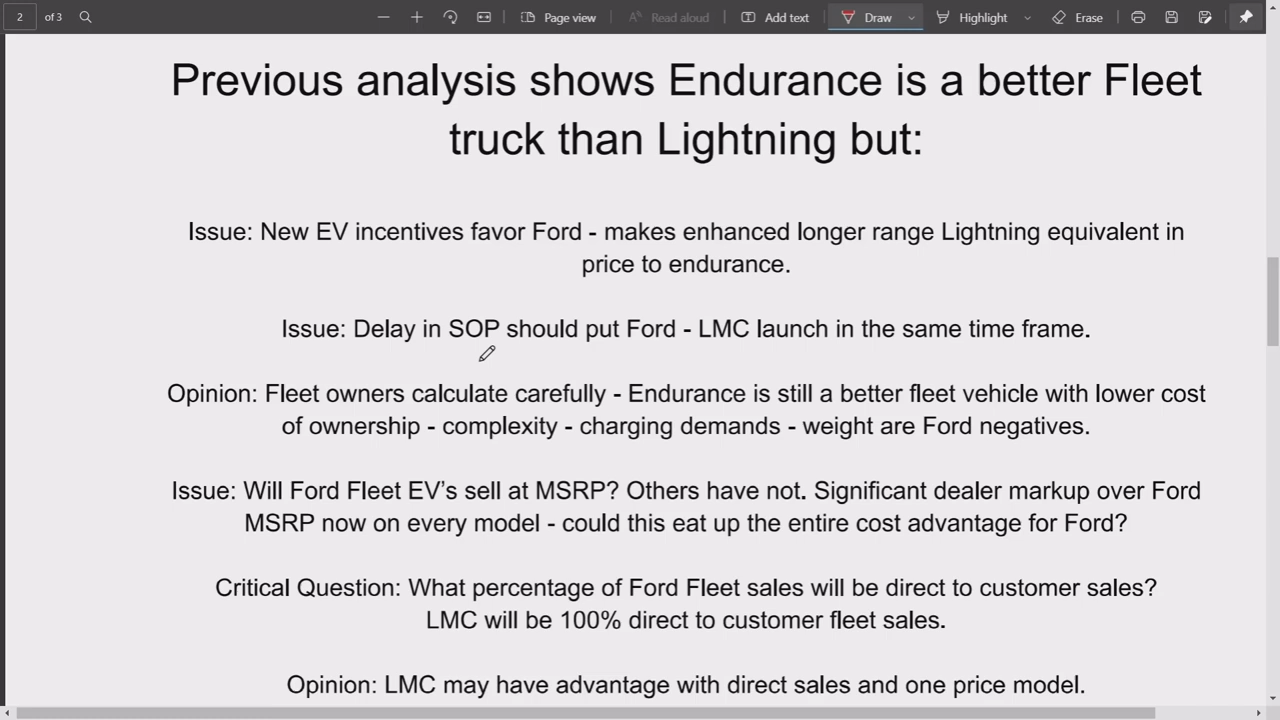 2 of 3 Page view Read aloud Add text Draw Highlight Erase
Previous analysis shows Endurance is a better Fleet
truck than Lightning but:
Issue: New EV incentives favor Ford - makes enhanced longer range Lightning equivalent in
price to endurance.
Issue: Delay in SOP should put Ford - LMC launch in the same time frame.
Opinion: Fleet owners calculate carefully - Endurance is still a better fleet vehicle with lower cost
of ownership - complexity - charging demands - weight are Ford negatives.
Issue: Will Ford Fleet EV's sell at MSRP? Others have not. Significant dealer markup over Ford
MSRP now on every model - could this eat up the entire cost advantage for Ford?
Critical Question: What percentage of Ford Fleet sales will be direct to customer sales?
LMC will be 100% direct to customer fleet sales.
Opinion: LMC may have advantage with direct sales and one price model.